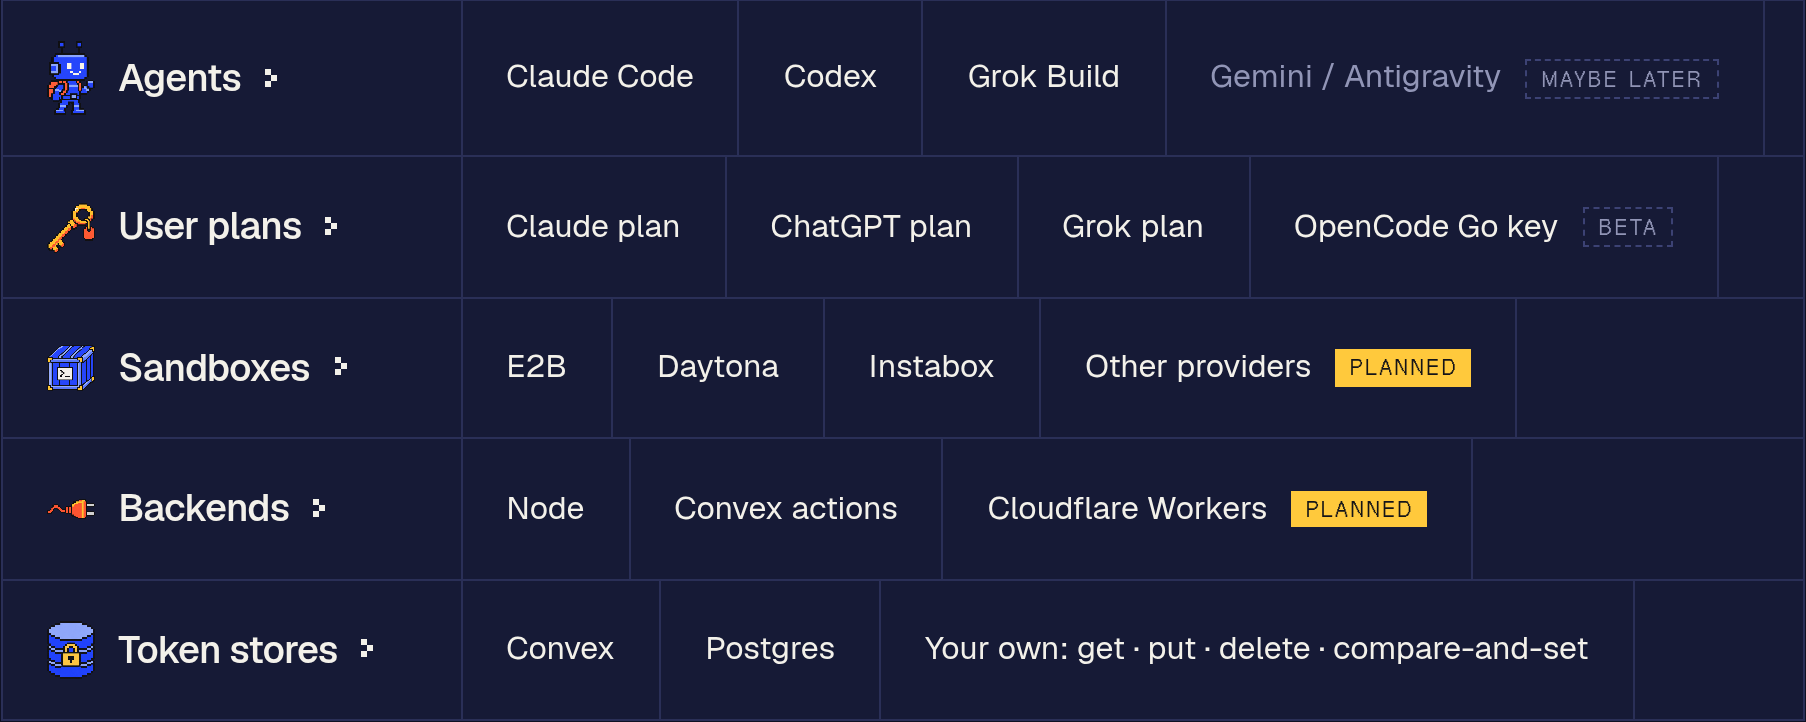 Agents
Claude Code
Codex
Grok Build
Gemini / Antigravity MAYBE LATER
User plans
Claude plan
ChatGPT plan
Grok plan
OpenCode Go key BETA
Sandboxes
E2B
Daytona
Instabox
Other providers PLANNED
Backends
Node
Convex actions
Cloudflare Workers PLANNED
Token stores
Convex
Postgres
Your own: get · put · delete · compare-and-set